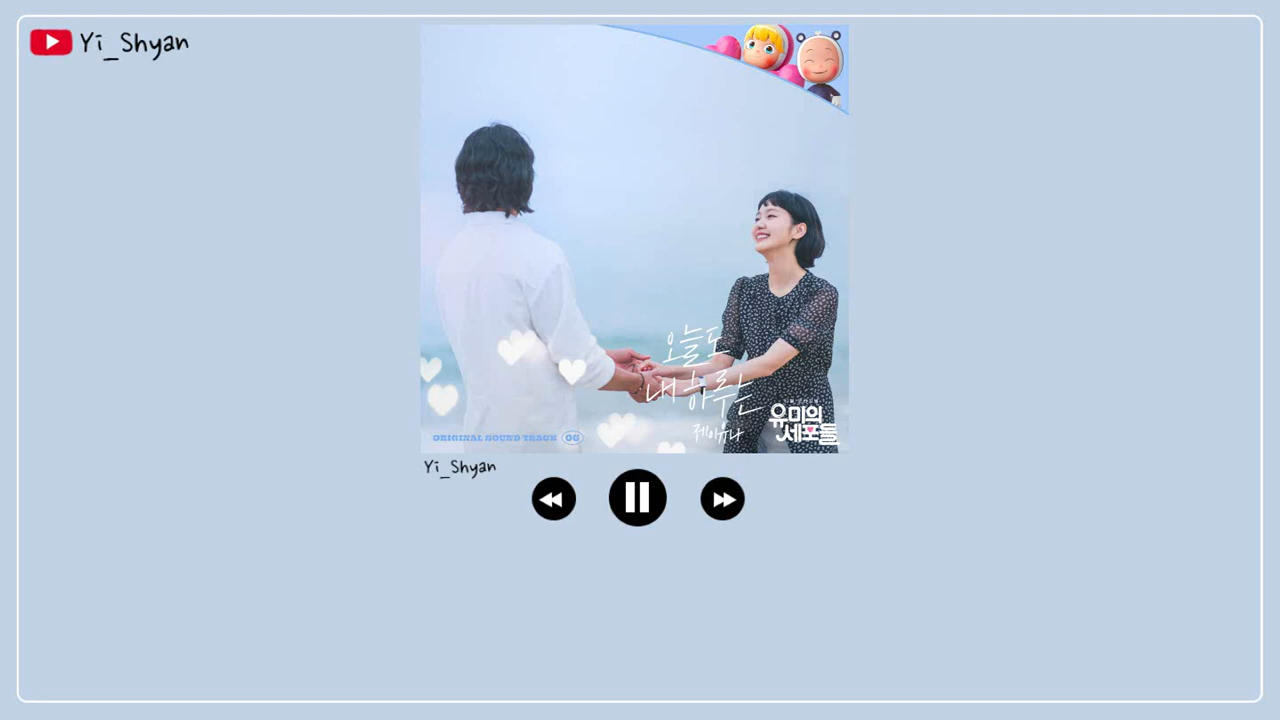 Yi_Shyan
오늘도
내 하루는
제이유나
유미의
세포들
ORIGINAL SOUND TRACK 06
Yi_Shyan